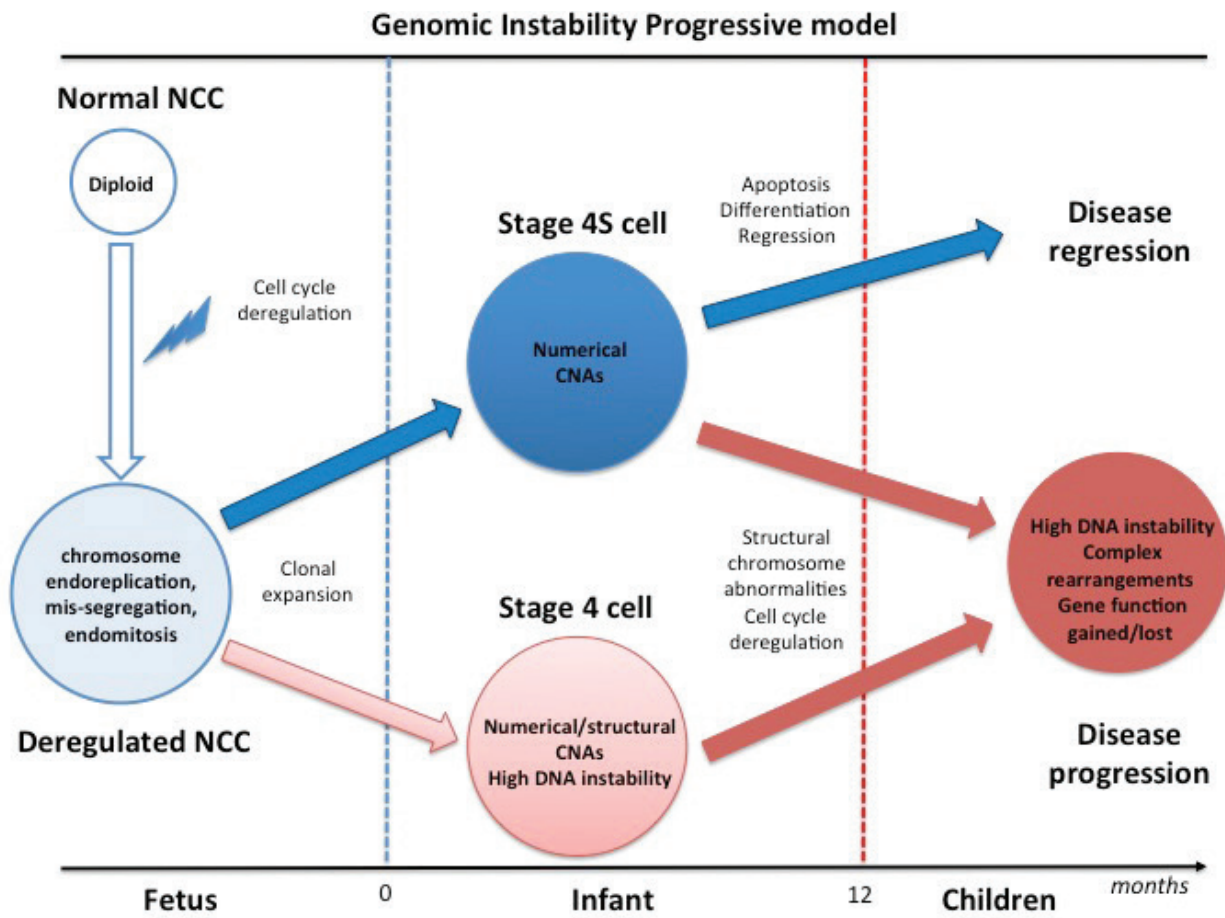 Genomic Instability Progressive model
Normal NCC
Diploid
Cell cycle
deregulation
chromosome
endoreplication,
mis-segregation,
endomitosis
Deregulated NCC
Clonal
expansion
Stage 4S cell
Numerical
CNAs
Stage 4 cell
Numerical/structural
CNAs
High DNA instability
Apoptosis
Differentiation
Regression
Disease
regression
Structural
chromosome
abnormalities
Cell cycle
deregulation
High DNA instability
Complex
rearrangements
Gene function
gained/lost
Disease
progression
Fetus 0 Infant 12 Children months